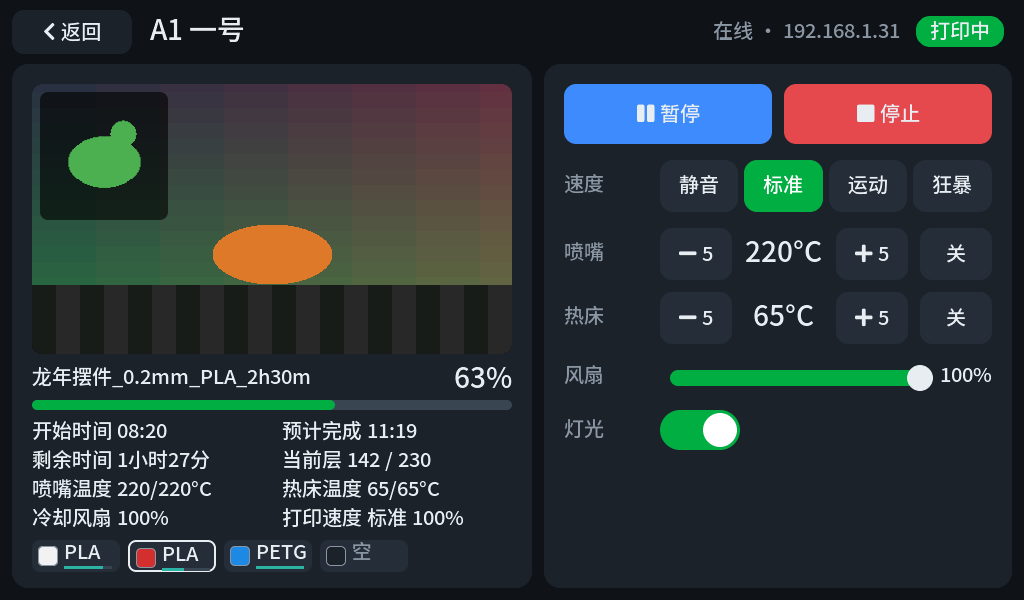 返回
A1 一号
在线 • 192.168.1.31
打印中
龙年摆件_0.2mm_PLA_2h30m
63%
开始时间 08:20
预计完成 11:19
剩余时间 1小时27分
当前层 142 / 230
喷嘴温度 220/220°C
热床温度 65/65°C
冷却风扇 100%
打印速度 标准 100%
PLA
PLA
PETG
空
暂停
停止
速度
静音
标准
运动
狂暴
喷嘴
− 5
220°C
+ 5
关
热床
− 5
65°C
+ 5
关
风扇
100%
灯光